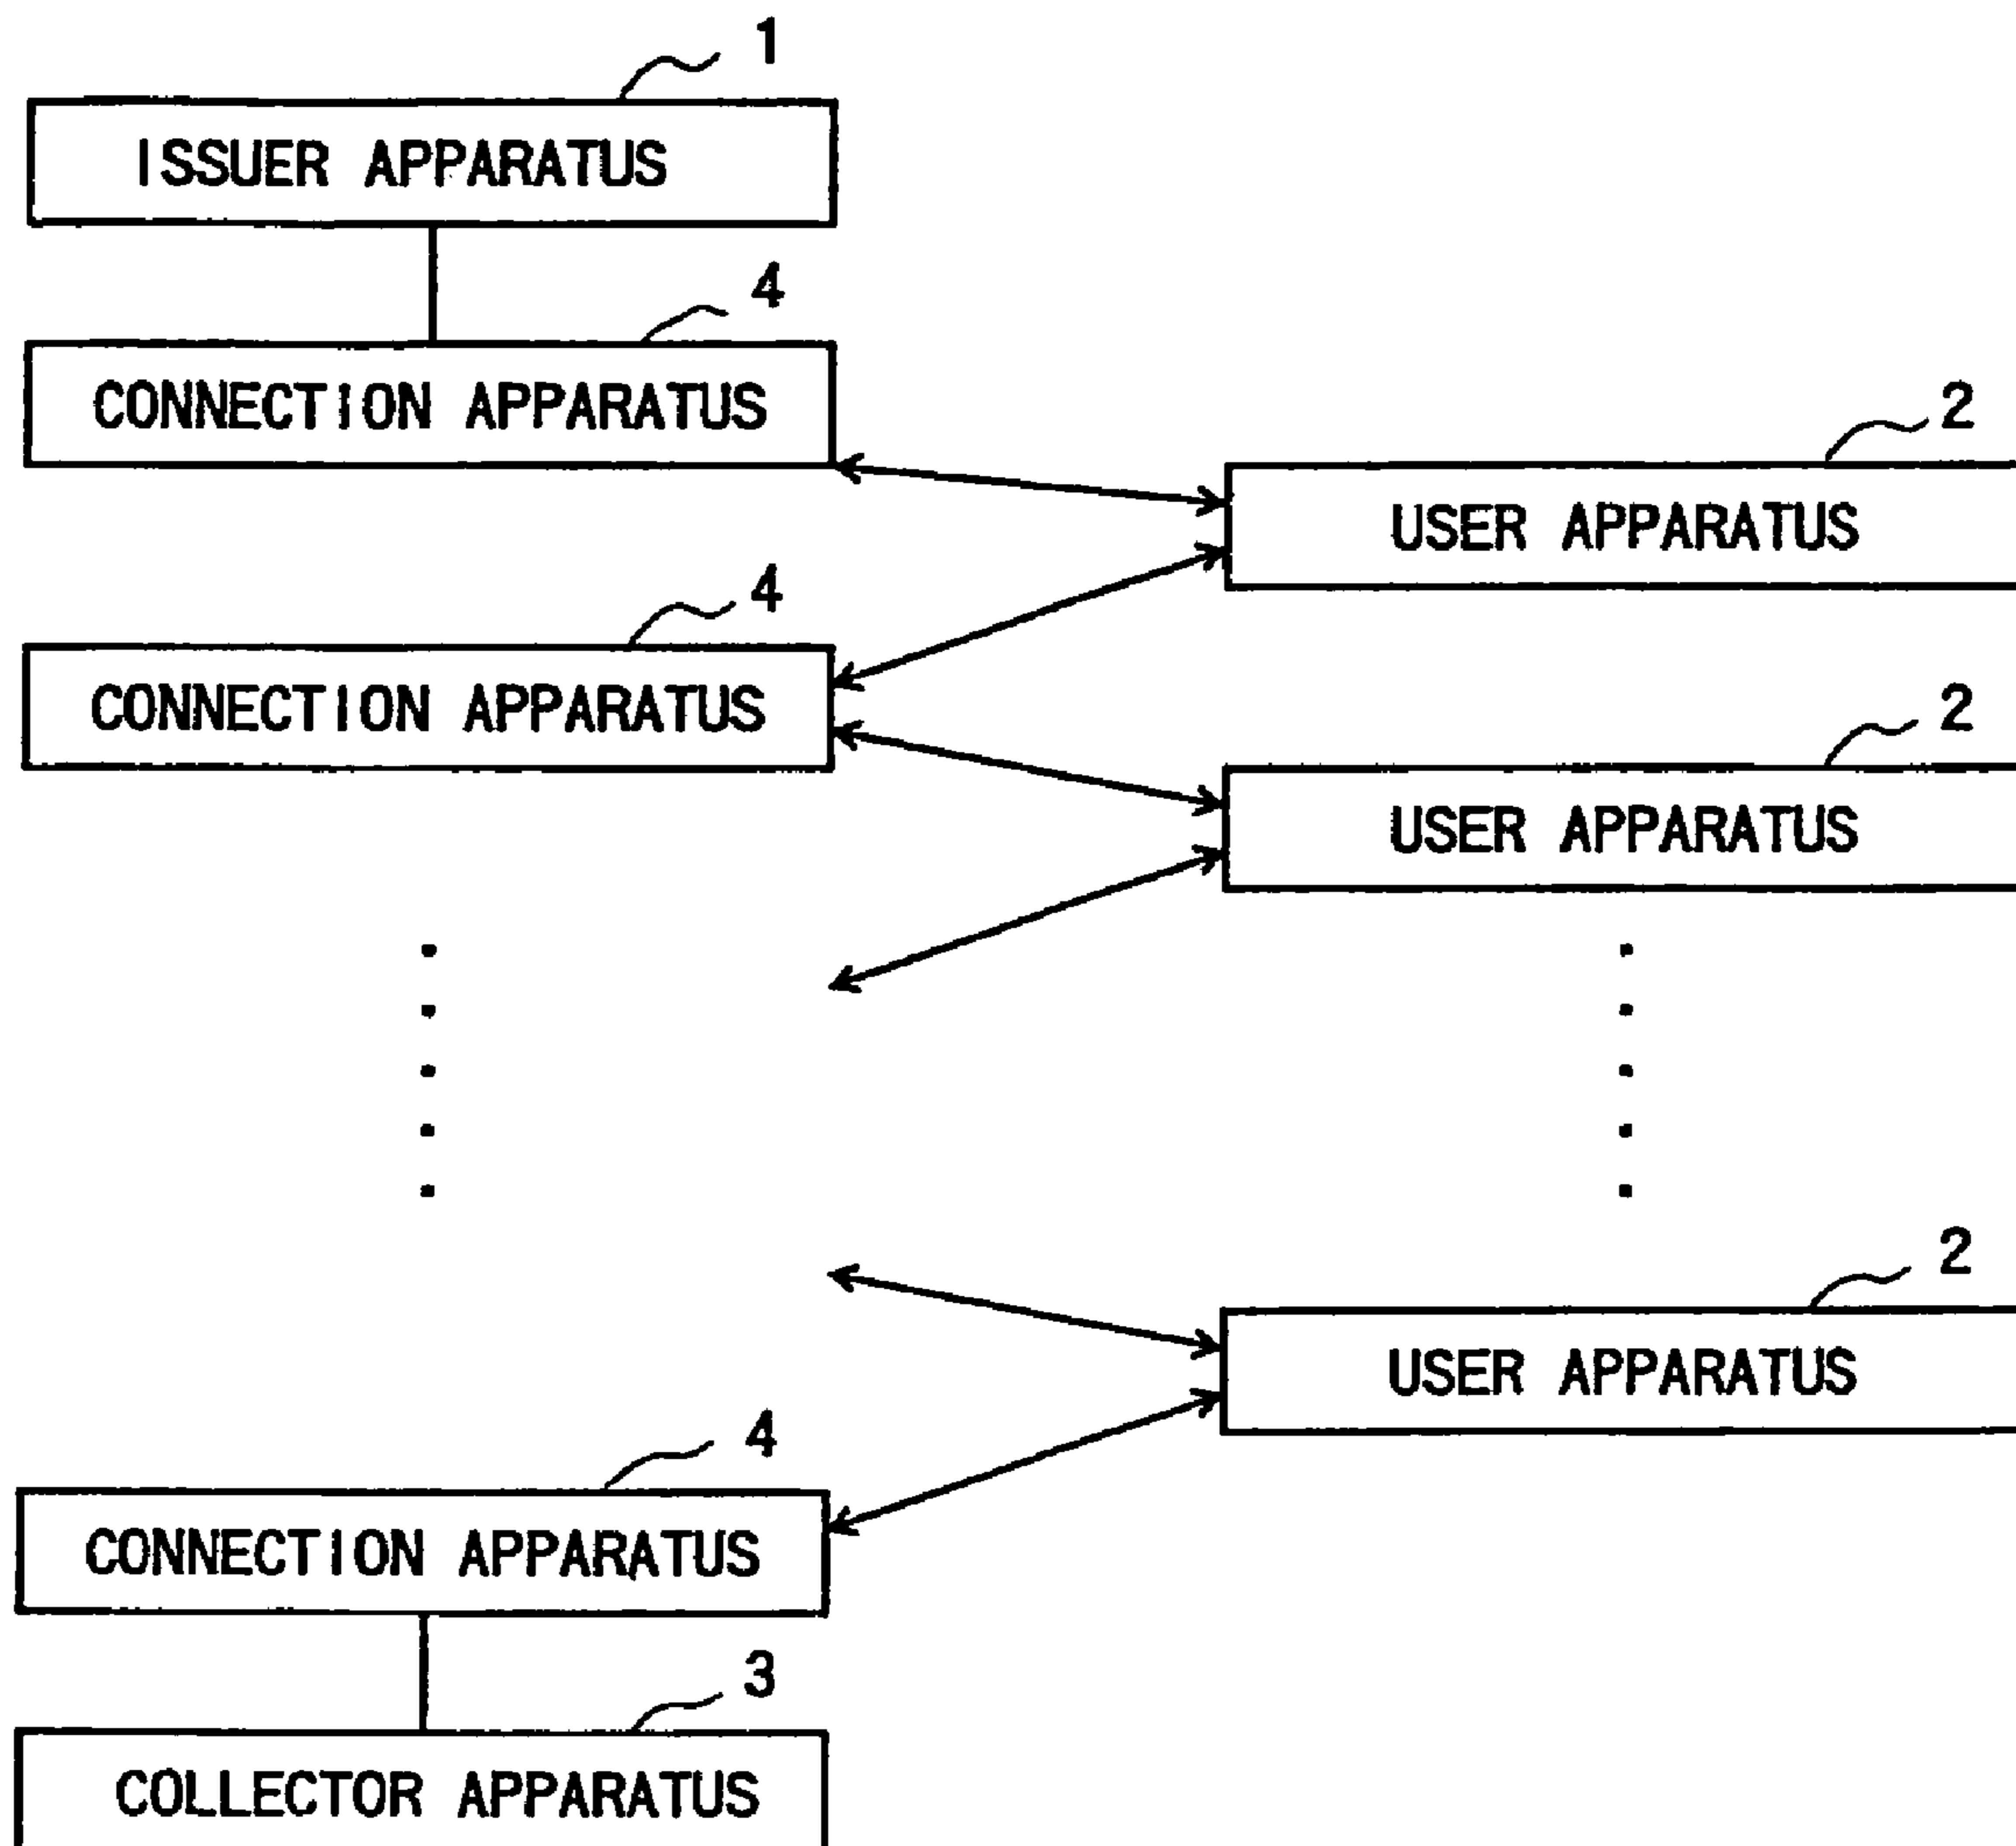 1
ISSUER APPARATUS
4
CONNECTION APPARATUS
2
USER APPARATUS
4
CONNECTION APPARATUS
2
USER APPARATUS
2
USER APPARATUS
4
CONNECTION APPARATUS
3
COLLECTOR APPARATUS